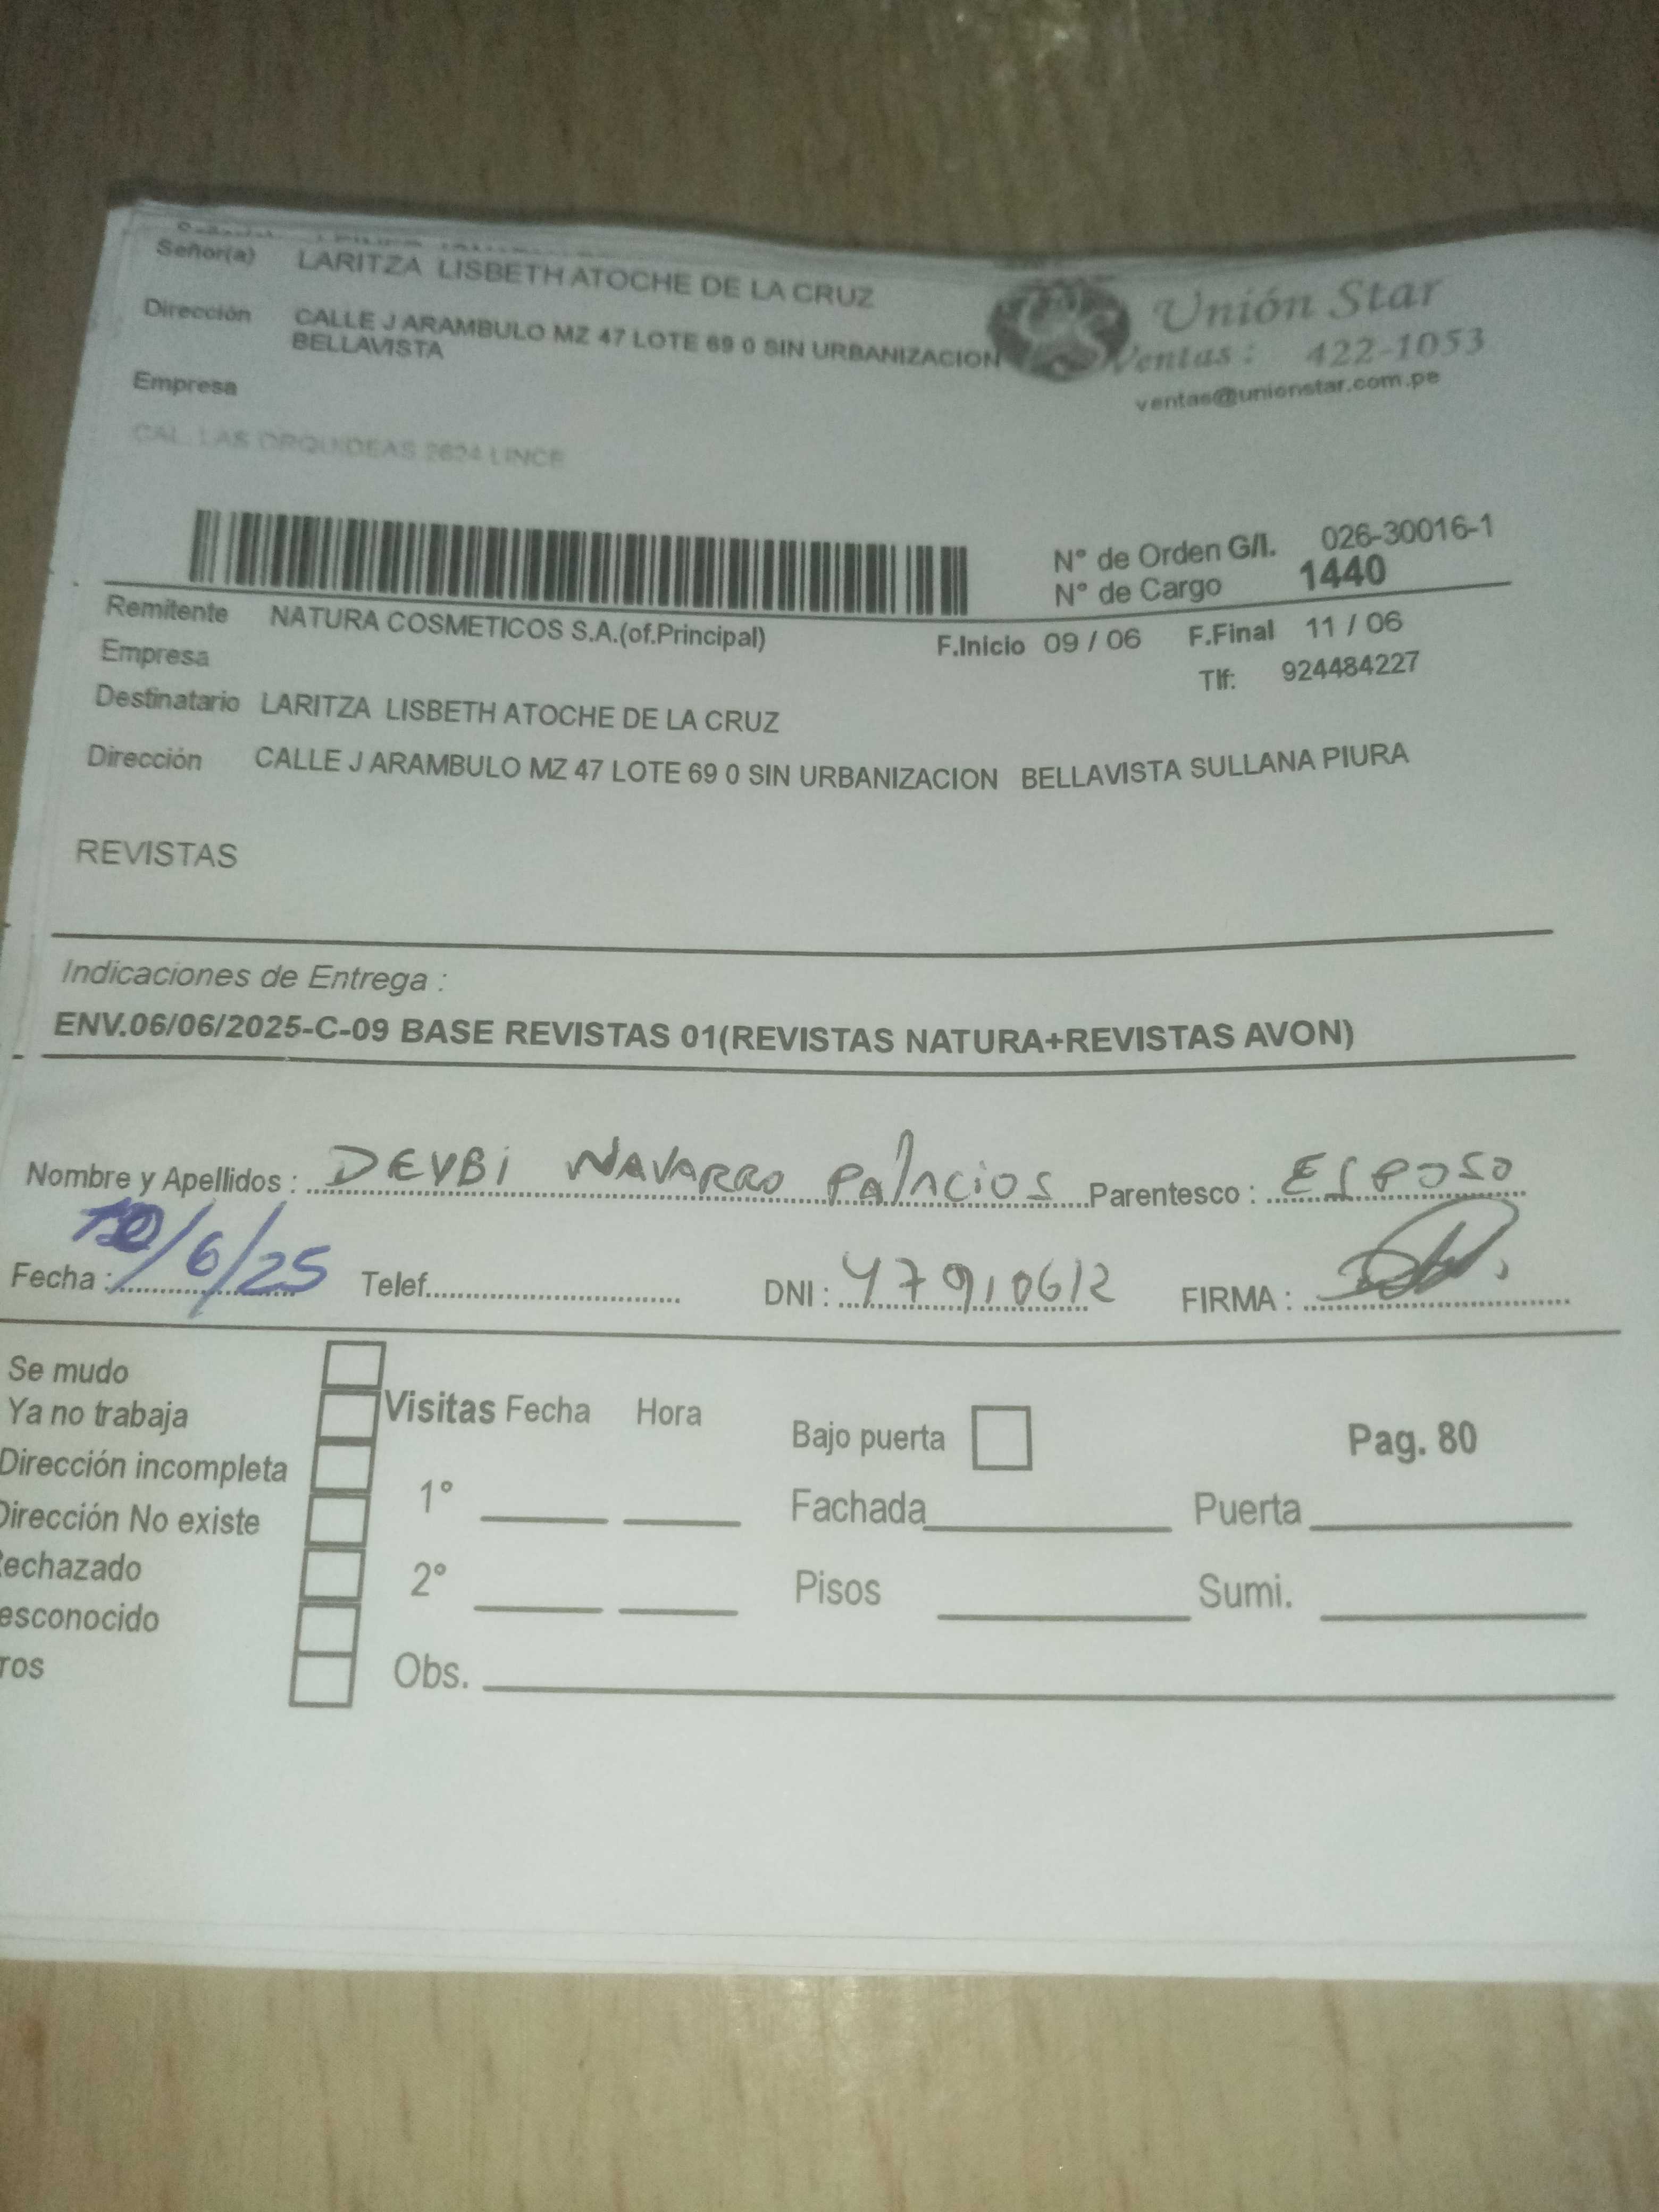 Señor(a) LARITZA LISBETH ATOCHE DE LA CRUZ
Dirección CALLE J ARAMBULO MZ 47 LOTE 69 0 SIN URBANIZACION
BELLAVISTA
Unión Star
Ventas : 422-1053
ventas@unionstar.com.pe
Empresa
CAL. LAS ORQUIDEAS 2624 LINCE
N° de Orden G/I. 026-30016-1
N° de Cargo 1440
Remitente NATURA COSMETICOS S.A.(of.Principal) F.Inicio 09 / 06 F.Final 11 / 06
Empresa Tlf: 924484227
Destinatario LARITZA LISBETH ATOCHE DE LA CRUZ
Dirección CALLE J ARAMBULO MZ 47 LOTE 69 0 SIN URBANIZACION BELLAVISTA SULLANA PIURA
REVISTAS
Indicaciones de Entrega :
ENV.06/06/2025-C-09 BASE REVISTAS 01(REVISTAS NATURA+REVISTAS AVON)
Nombre y Apellidos : DEVBi NAVARRO PalACiOS Parentesco : ESPOSO
Fecha : 10/6/25 Telef. DNI : 47910612 FIRMA :
Se mudo
Ya no trabaja Visitas Fecha Hora Bajo puerta Pag. 80
Dirección incompleta
1° Fachada Puerta
Dirección No existe
echazado 2° Pisos Sumi.
esconocido
ros Obs.